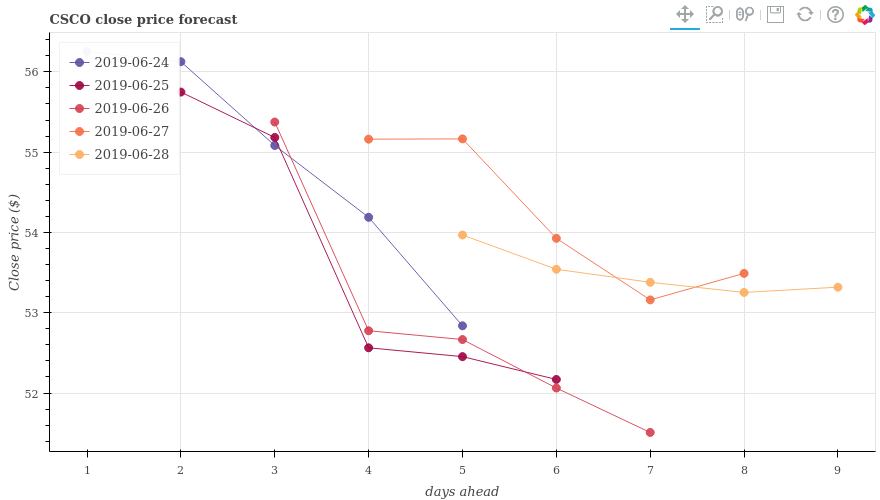 CSCO close price forecast
2019-06-24
2019-06-25
2019-06-26
2019-06-27
2019-06-28
Close price ($)
56
55
54
53
52
1 2 3 4 5 6 7 8 9
days ahead